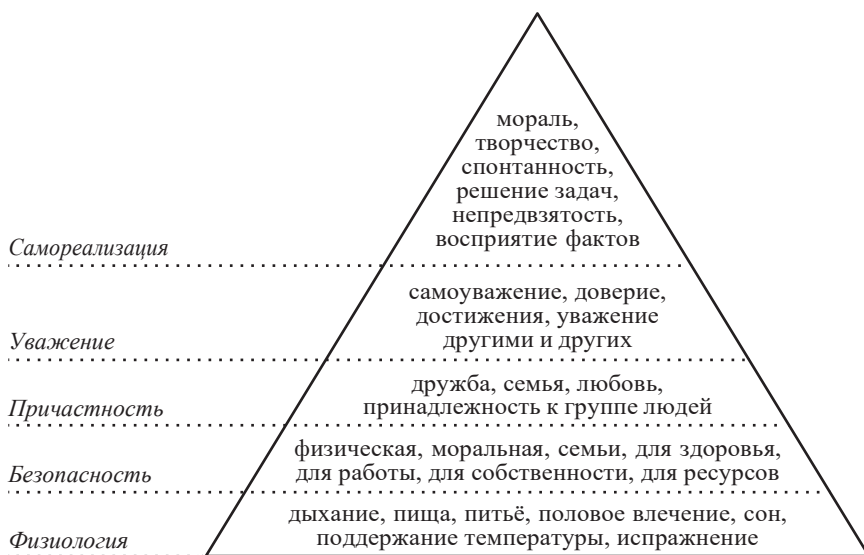 мораль,
творчество,
спонтанность,
решение задач,
непредвзятость,
восприятие фактов
Самореализация
самоуважение, доверие,
достижения, уважение
другими и других
Уважение
дружба, семья, любовь,
принадлежность к группе людей
Причастность
физическая, моральная, семьи, для здоровья,
для работы, для собственности, для ресурсов
Безопасность
дыхание, пища, питьё, половое влечение, сон,
поддержание температуры, испражнение
Физиология